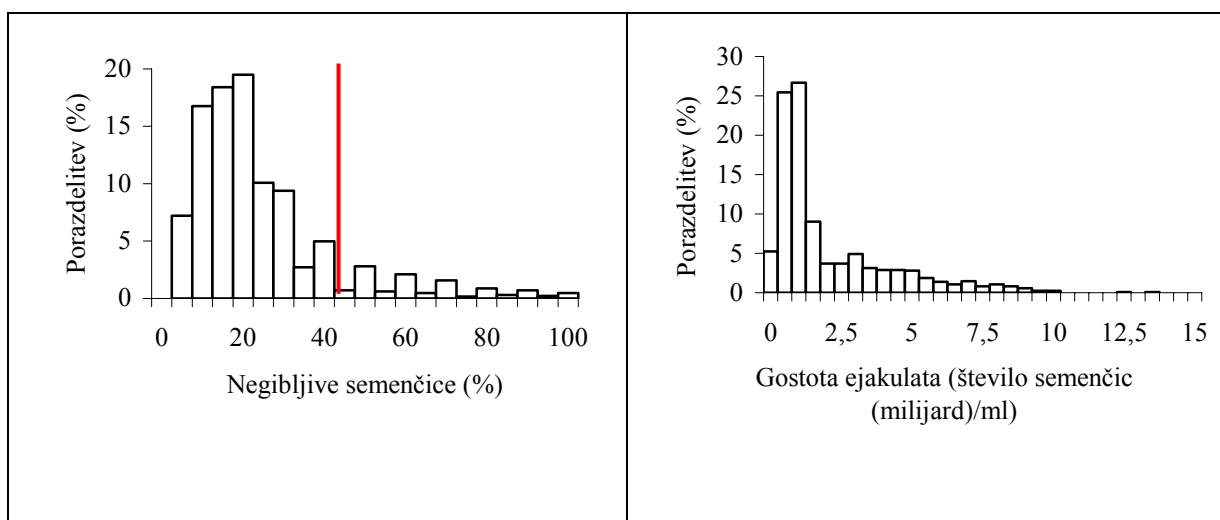 20
15
10
5
0
Porazdelitev (%)
0 20 40 60 80 100
Negibljive semenčice (%)
30
25
20
15
10
5
0
Porazdelitev (%)
0 2,5 5 7,5 10 12,5 15
Gostota ejakulata (število semenčic
(milijard)/ml)